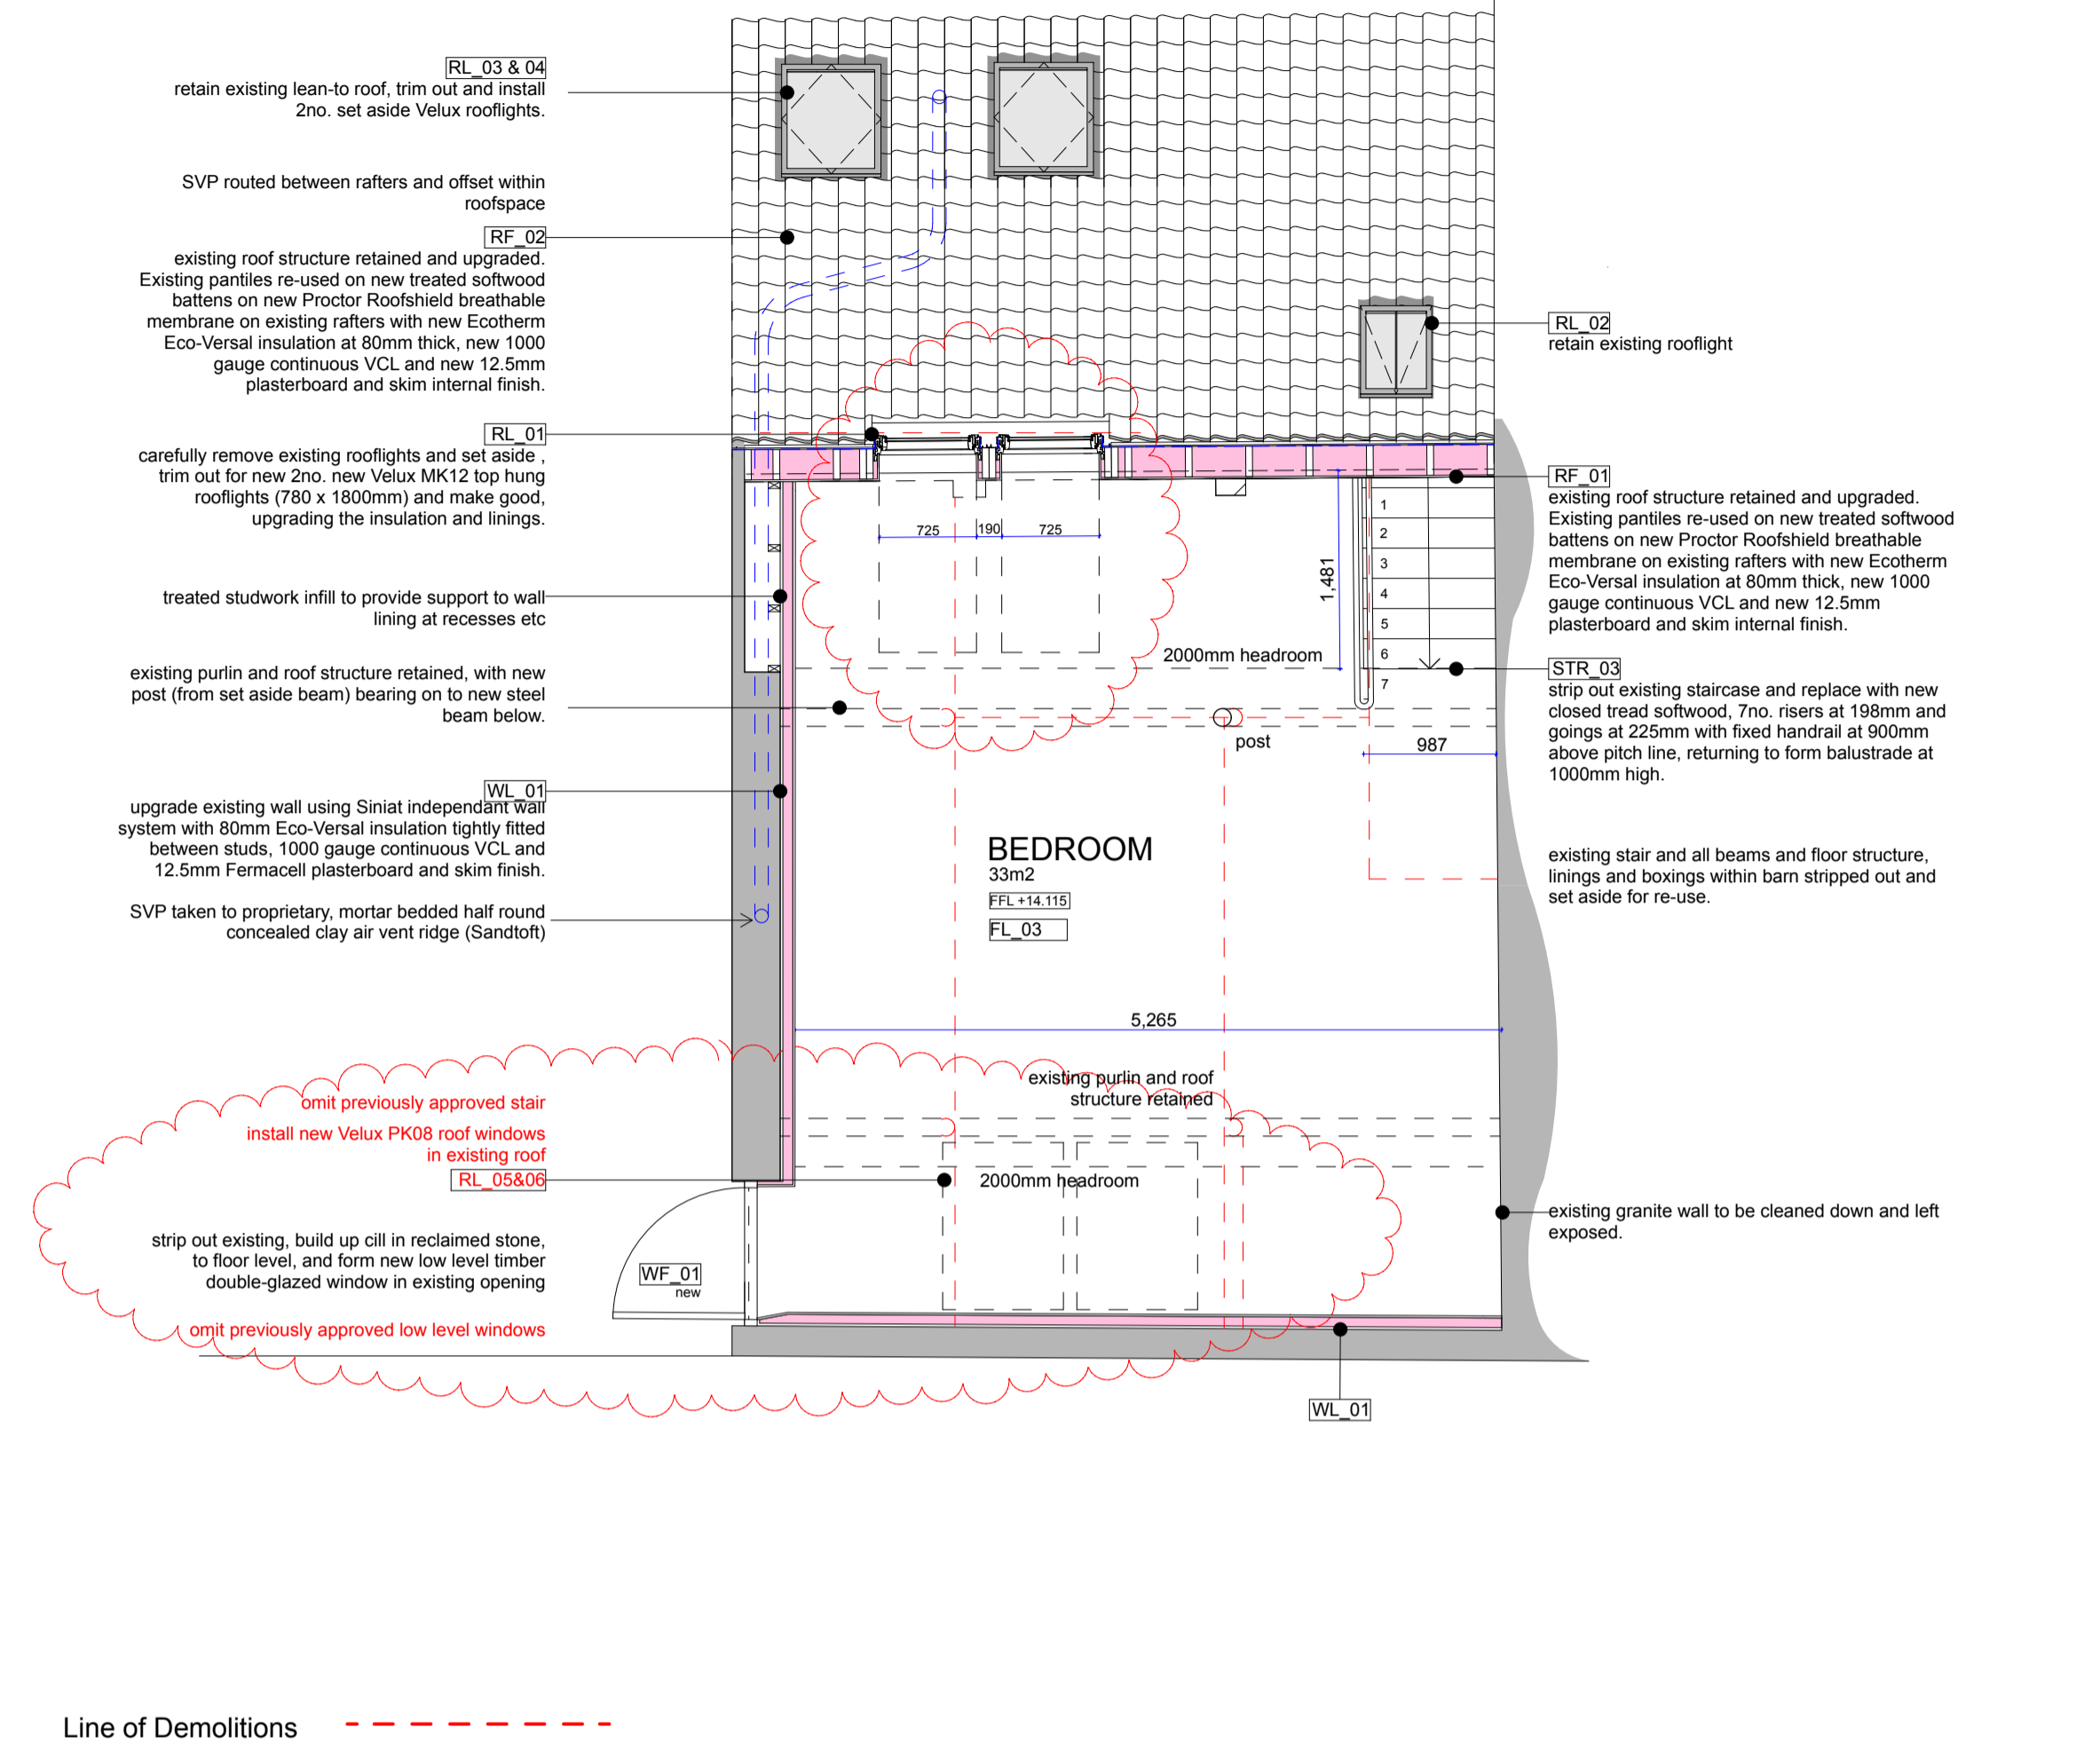 RL_03 & 04
retain existing lean-to roof, trim out and install
2no. set aside Velux rooflights.
SVP routed between rafters and offset within
roofspace
RF_02
existing roof structure retained and upgraded.
Existing pantiles re-used on new treated softwood
battens on new Proctor Roofshield breathable
membrane on existing rafters with new Ecotherm
Eco-Versal insulation at 80mm thick, new 1000
gauge continuous VCL and new 12.5mm
plasterboard and skim internal finish.
RL_01
carefully remove existing rooflights and set aside ,
trim out for new 2no. new Velux MK12 top hung
rooflights (780 x 1800mm) and make good,
upgrading the insulation and linings.
treated studwork infill to provide support to wall
lining at recesses etc
existing purlin and roof structure retained, with new
post (from set aside beam) bearing on to new steel
beam below.
WL_01
upgrade existing wall using Siniat independant wall
system with 80mm Eco-Versal insulation tightly fitted
between studs, 1000 gauge continuous VCL and
12.5mm Fermacell plasterboard and skim finish.
SVP taken to proprietary, mortar bedded half round
concealed clay air vent ridge (Sandtoft)
omit previously approved stair
install new Velux PK08 roof windows
in existing roof
RL_05&06
strip out existing, build up cill in reclaimed stone,
to floor level, and form new low level timber
double-glazed window in existing opening
omit previously approved low level windows
WF_01
new
725
190
725
1,481
2000mm headroom
1
2
3
4
5
6
7
post
987
BEDROOM
33m2
FFL +14.115
FL_03
5,265
existing purlin and roof
structure retained
2000mm headroom
WL_01
RL_02
retain existing rooflight
RF_01
existing roof structure retained and upgraded.
Existing pantiles re-used on new treated softwood
battens on new Proctor Roofshield breathable
membrane on existing rafters with new Ecotherm
Eco-Versal insulation at 80mm thick, new 1000
gauge continuous VCL and new 12.5mm
plasterboard and skim internal finish.
STR_03
strip out existing staircase and replace with new
closed tread softwood, 7no. risers at 198mm and
goings at 225mm with fixed handrail at 900mm
above pitch line, returning to form balustrade at
1000mm high.
existing stair and all beams and floor structure,
linings and boxings within barn stripped out and
set aside for re-use.
existing granite wall to be cleaned down and left
exposed.
Line of Demolitions